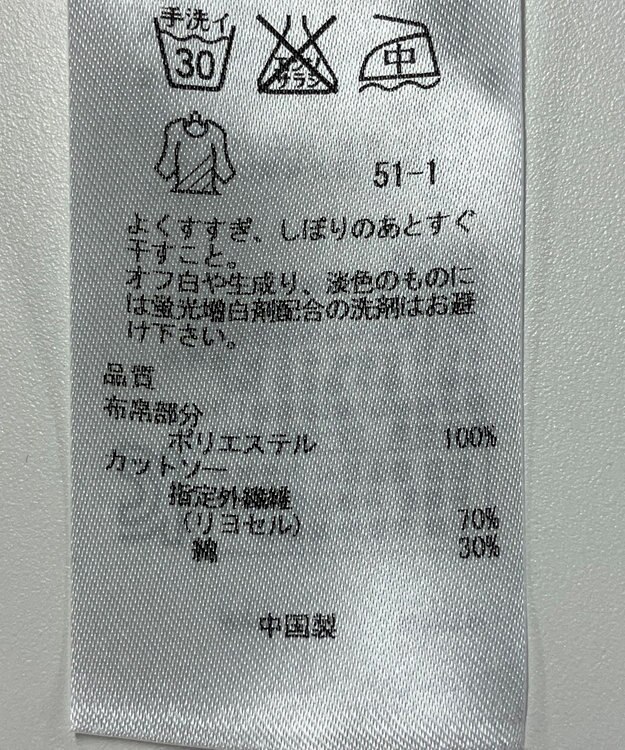 手洗イ
30
エンソ
サラシ
中
51-1
よくすすぎ、しぼりのあとすぐ
干すこと。
オフ白や生成り、淡色のものに
は蛍光増白剤配合の洗剤はお避
け下さい。
品質
布帛部分
ポリエステル 100%
カットソー
指定外繊維
(リヨセル) 70%
綿 30%
中国製